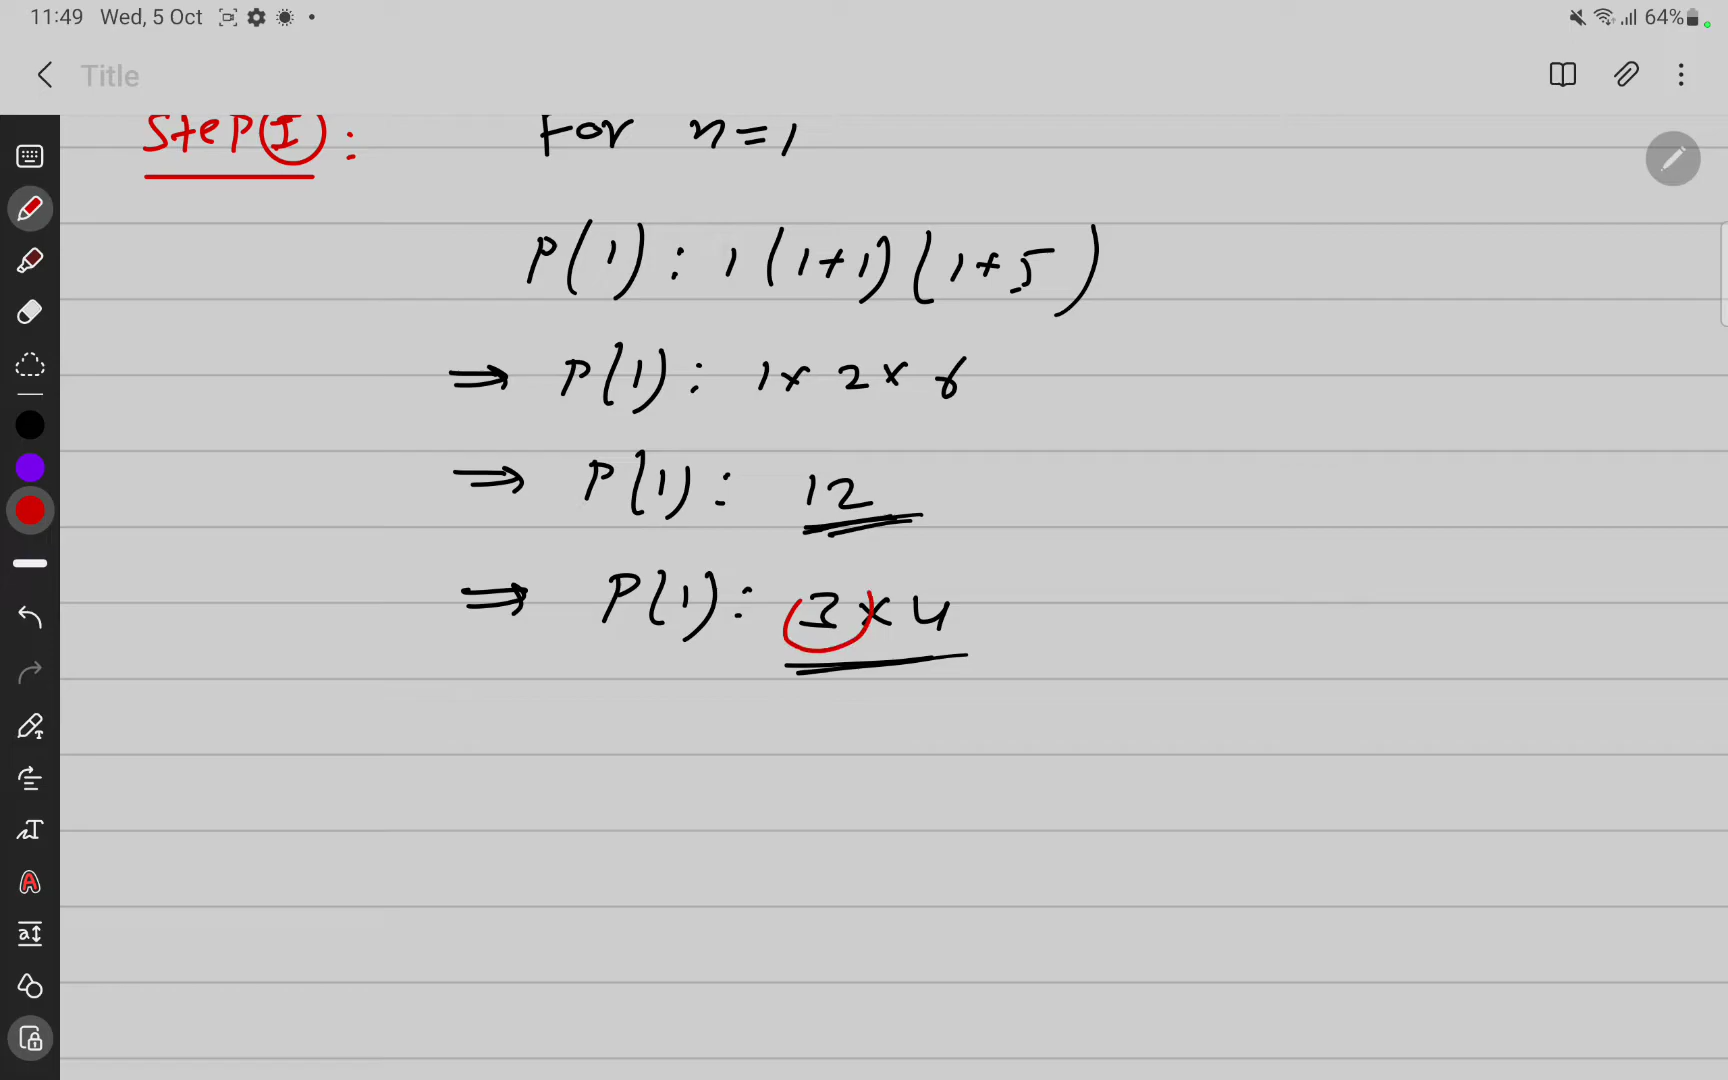 11:49 Wed, 5 Oct
64%
Title
SteP(I) : For n=1
P(1) : 1(1+1)(1+5)
⇒ P(1) : 1×2×6
⇒ P(1) : 12
⇒ P(1) : 3×4